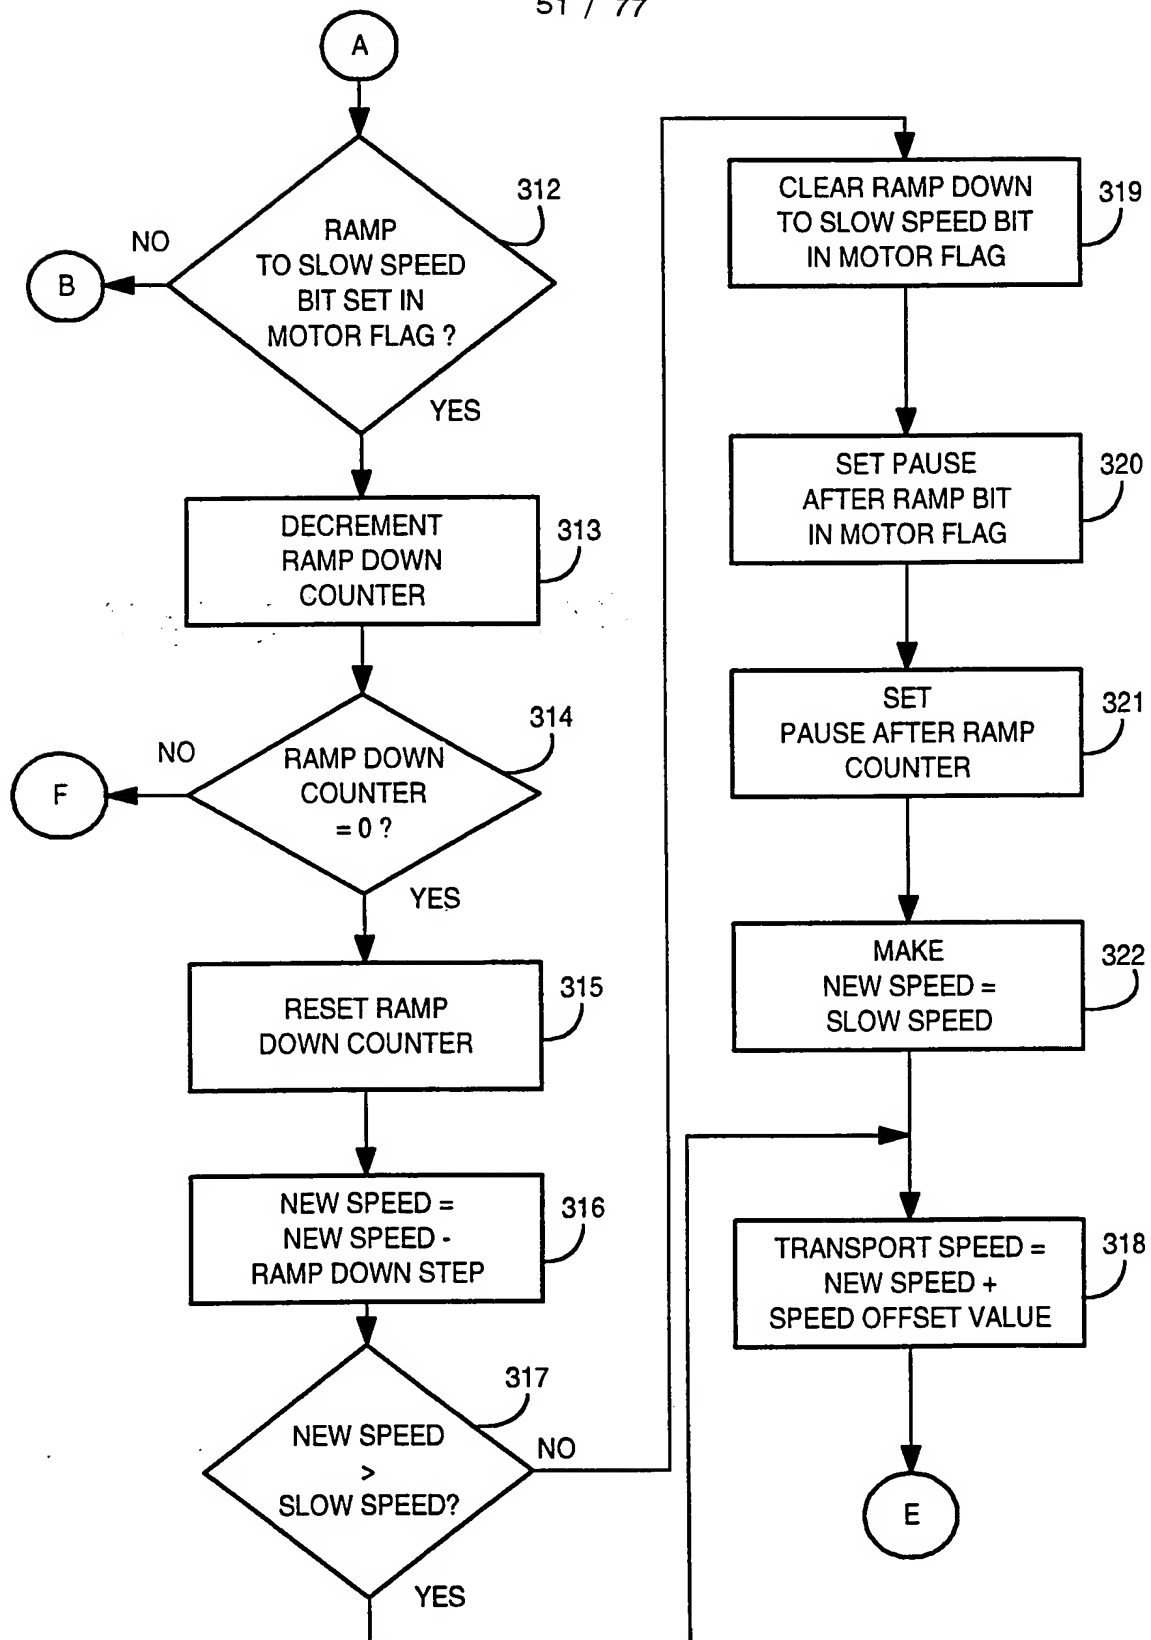 51 / 77
A
312
RAMP
TO SLOW SPEED
BIT SET IN
MOTOR FLAG ?
NO
B
YES
DECREMENT
RAMP DOWN
COUNTER
313
314
RAMP DOWN
COUNTER
= 0 ?
NO
F
YES
RESET RAMP
DOWN COUNTER
315
NEW SPEED =
NEW SPEED -
RAMP DOWN STEP
316
317
NEW SPEED
>
SLOW SPEED?
NO
YES
CLEAR RAMP DOWN
TO SLOW SPEED BIT
IN MOTOR FLAG
319
SET PAUSE
AFTER RAMP BIT
IN MOTOR FLAG
320
SET
PAUSE AFTER RAMP
COUNTER
321
MAKE
NEW SPEED =
SLOW SPEED
322
TRANSPORT SPEED =
NEW SPEED +
SPEED OFFSET VALUE
318
E